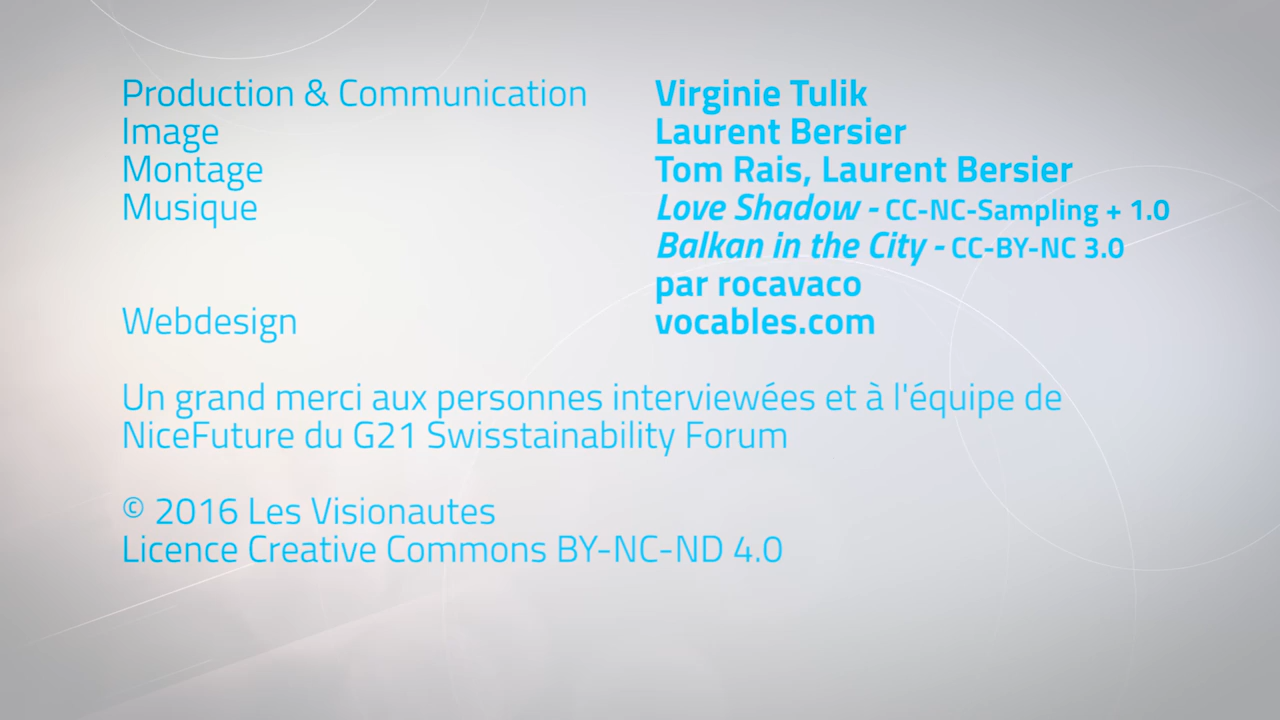 Production & Communication Virginie Tulik
Image Laurent Bersier
Montage Tom Rais, Laurent Bersier
Musique Love Shadow - CC-NC-Sampling + 1.0
Balkan in the City - CC-BY-NC 3.0
par rocavaco
Webdesign vocables.com
Un grand merci aux personnes interviewées et à l'équipe de
NiceFuture du G21 Swisstainability Forum
© 2016 Les Visionautes
Licence Creative Commons BY-NC-ND 4.0